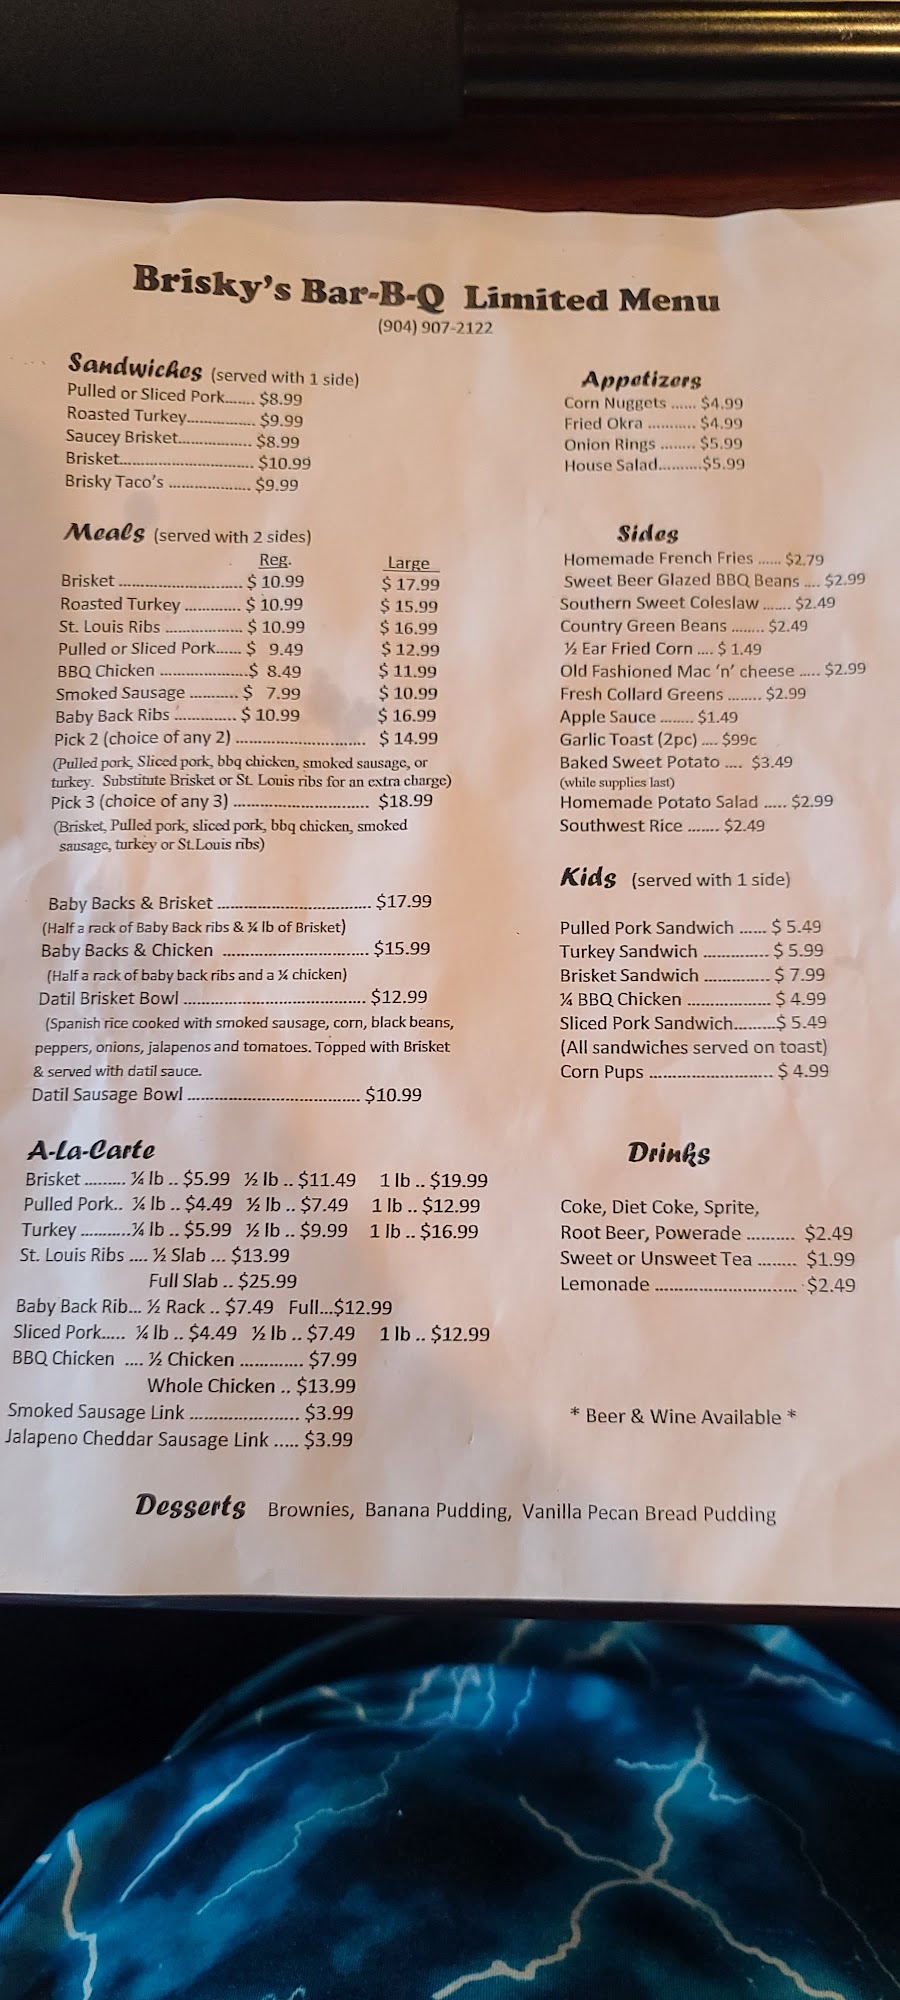 Brisky's Bar-B-Q Limited Menu
(904) 907-2122
Sandwiches (served with 1 side)
Pulled or Sliced Pork....... $8.99
Roasted Turkey.................. $9.99
Saucey Brisket................... $8.99
Brisket.................................. $10.99
Brisky Taco's ..................... $9.99
Meals (served with 2 sides)
Reg. Large
Brisket .............................. $ 10.99 $ 17.99
Roasted Turkey ............. $ 10.99 $ 15.99
St. Louis Ribs .................. $ 10.99 $ 16.99
Pulled or Sliced Pork...... $ 9.49 $ 12.99
BBQ Chicken .....................$ 8.49 $ 11.99
Smoked Sausage ........... $ 7.99 $ 10.99
Baby Back Ribs .............. $ 10.99 $ 16.99
Pick 2 (choice of any 2) .............................. $ 14.99
(Pulled pork, Sliced pork, bbq chicken, smoked sausage, or
turkey. Substitute Brisket or St. Louis ribs for an extra charge)
Pick 3 (choice of any 3) .............................. $18.99
(Brisket, Pulled pork, sliced pork, bbq chicken, smoked
sausage, turkey or St.Louis ribs)
Baby Backs & Brisket .................................. $17.99
(Half a rack of Baby Back ribs & ¼ lb of Brisket)
Baby Backs & Chicken ................................ $15.99
(Half a rack of baby back ribs and a ¼ chicken)
Datil Brisket Bowl ........................................ $12.99
(Spanish rice cooked with smoked sausage, corn, black beans,
peppers, onions, jalapenos and tomatoes. Topped with Brisket
& served with datil sauce.
Datil Sausage Bowl ...................................... $10.99
A-La-Carte
Brisket ......... ¼ lb .. $5.99 ½ lb .. $11.49 1 lb .. $19.99
Pulled Pork.. ¼ lb .. $4.49 ½ lb .. $7.49 1 lb .. $12.99
Turkey ............¼ lb .. $5.99 ½ lb .. $9.99 1 lb .. $16.99
St. Louis Ribs .... ½ Slab ... $13.99
Full Slab .. $25.99
Baby Back Rib... ½ Rack .. $7.49 Full...$12.99
Sliced Pork..... ¼ lb .. $4.49 ½ lb .. $7.49 1 lb .. $12.99
BBQ Chicken .... ½ Chicken ............. $7.99
Whole Chicken .. $13.99
Smoked Sausage Link ....................... $3.99
Jalapeno Cheddar Sausage Link ..... $3.99
Appetizers
Corn Nuggets ...... $4.99
Fried Okra ........... $4.99
Onion Rings ........ $5.99
House Salad..........$5.99
Sides
Homemade French Fries ...... $2.79
Sweet Beer Glazed BBQ Beans .... $2.99
Southern Sweet Coleslaw ....... $2.49
Country Green Beans ........ $2.49
½ Ear Fried Corn .... $ 1.49
Old Fashioned Mac 'n' cheese ..... $2.99
Fresh Collard Greens ........ $2.99
Apple Sauce ........ $1.49
Garlic Toast (2pc) .... $99c
Baked Sweet Potato .... $3.49
(while supplies last)
Homemade Potato Salad ..... $2.99
Southwest Rice ....... $2.49
Kids (served with 1 side)
Pulled Pork Sandwich ...... $ 5.49
Turkey Sandwich .............. $ 5.99
Brisket Sandwich .............. $ 7.99
¼ BBQ Chicken .................. $ 4.99
Sliced Pork Sandwich.........$ 5.49
(All sandwiches served on toast)
Corn Pups .......................... $ 4.99
Drinks
Coke, Diet Coke, Sprite,
Root Beer, Powerade .......... $2.49
Sweet or Unsweet Tea ........ $1.99
Lemonade ............................. $2.49
* Beer & Wine Available *
Desserts Brownies, Banana Pudding, Vanilla Pecan Bread Pudding